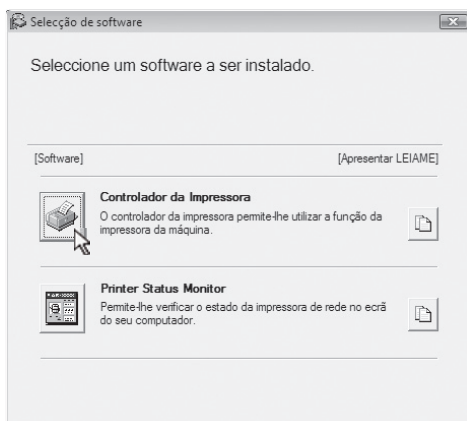 Selecção de software
Seleccione um software a ser instalado.
[Software] [Apresentar LEIAME]
Controlador da Impressora
O controlador da impressora permite-lhe utilizar a função da
impressora da máquina.
Printer Status Monitor
Permite-lhe verificar o estado da impressora de rede no ecrã
do seu computador.